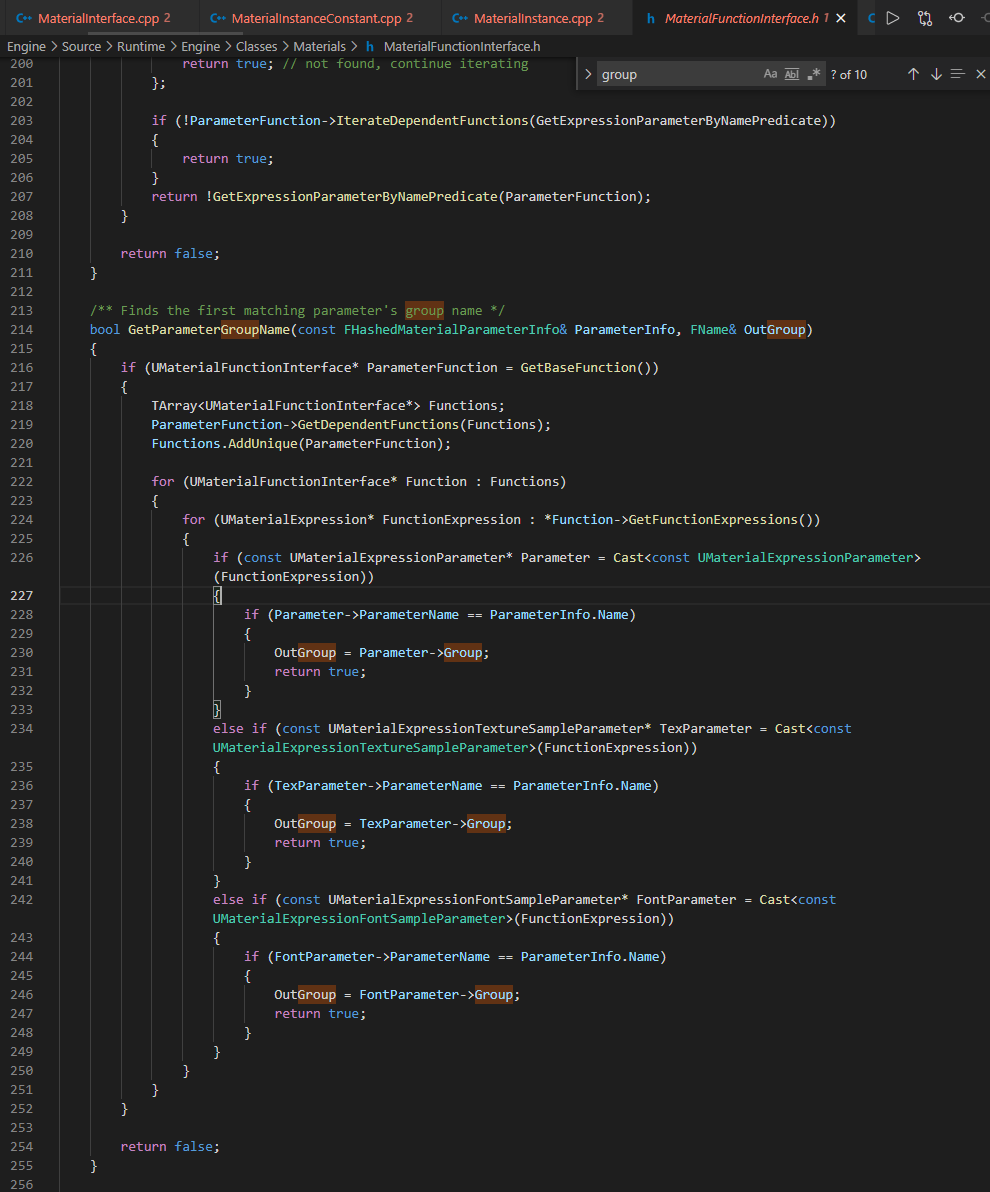 MaterialInterface.cpp 2 MaterialInstanceConstant.cpp 2 MaterialInstance.cpp 2 MaterialFunctionInterface.h 1
Engine > Source > Runtime > Engine > Classes > Materials > h MaterialFunctionInterface.h
group Aa Abl .* ? of 10
200 return true; // not found, continue iterating
201 };
202
203 if (!ParameterFunction->IterateDependentFunctions(GetExpressionParameterByNamePredicate))
204 {
205 return true;
206 }
207 return !GetExpressionParameterByNamePredicate(ParameterFunction);
208 }
209
210 return false;
211 }
212
213 /** Finds the first matching parameter's group name */
214 bool GetParameterGroupName(const FHashedMaterialParameterInfo& ParameterInfo, FName& OutGroup)
215 {
216 if (UMaterialFunctionInterface* ParameterFunction = GetBaseFunction())
217 {
218 TArray<UMaterialFunctionInterface*> Functions;
219 ParameterFunction->GetDependentFunctions(Functions);
220 Functions.AddUnique(ParameterFunction);
221
222 for (UMaterialFunctionInterface* Function : Functions)
223 {
224 for (UMaterialExpression* FunctionExpression : *Function->GetFunctionExpressions())
225 {
226 if (const UMaterialExpressionParameter* Parameter = Cast<const UMaterialExpressionParameter>
(FunctionExpression))
227 {
228 if (Parameter->ParameterName == ParameterInfo.Name)
229 {
230 OutGroup = Parameter->Group;
231 return true;
232 }
233 }
234 else if (const UMaterialExpressionTextureSampleParameter* TexParameter = Cast<const
UMaterialExpressionTextureSampleParameter>(FunctionExpression))
235 {
236 if (TexParameter->ParameterName == ParameterInfo.Name)
237 {
238 OutGroup = TexParameter->Group;
239 return true;
240 }
241 }
242 else if (const UMaterialExpressionFontSampleParameter* FontParameter = Cast<const
UMaterialExpressionFontSampleParameter>(FunctionExpression))
243 {
244 if (FontParameter->ParameterName == ParameterInfo.Name)
245 {
246 OutGroup = FontParameter->Group;
247 return true;
248 }
249 }
250 }
251 }
252 }
253
254 return false;
255 }
256